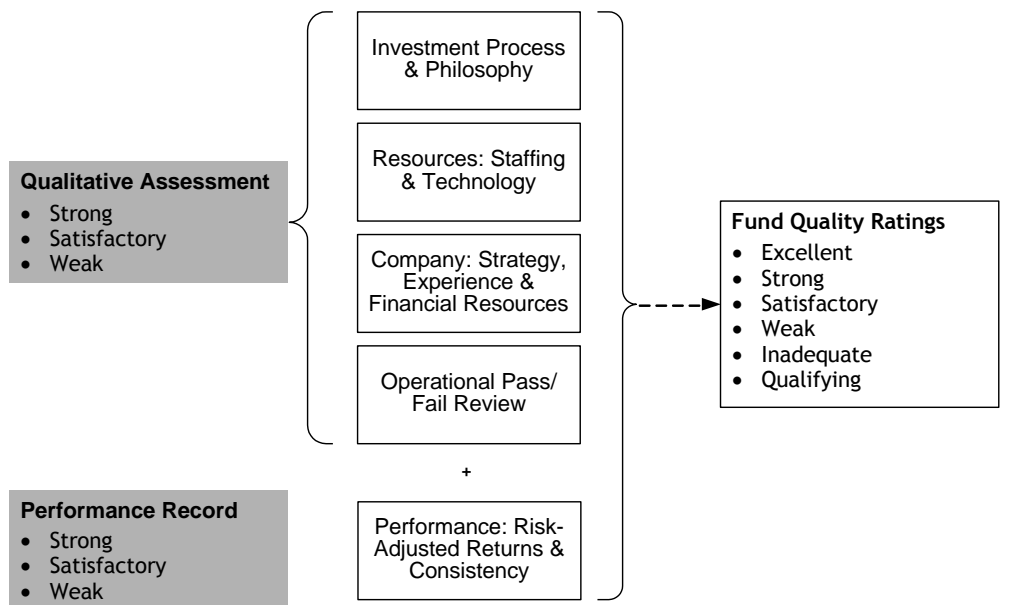 Investment Process
& Philosophy
Resources: Staffing
& Technology
Qualitative Assessment
• Strong
• Satisfactory
• Weak
Company: Strategy,
Experience &
Financial Resources
Operational Pass/
Fail Review
+
Performance Record
• Strong
• Satisfactory
• Weak
Performance: Risk-
Adjusted Returns &
Consistency
Fund Quality Ratings
• Excellent
• Strong
• Satisfactory
• Weak
• Inadequate
• Qualifying